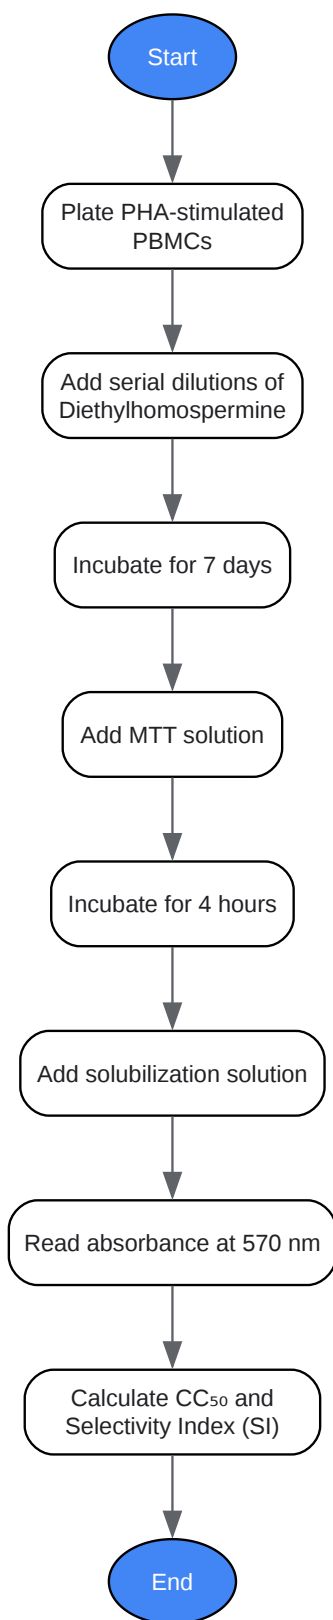 Start
Plate PHA-stimulated
PBMCs
Add serial dilutions of
Diethylhomospermine
Incubate for 7 days
Add MTT solution
Incubate for 4 hours
Add solubilization solution
Read absorbance at 570 nm
Calculate CC₅₀ and
Selectivity Index (SI)
End